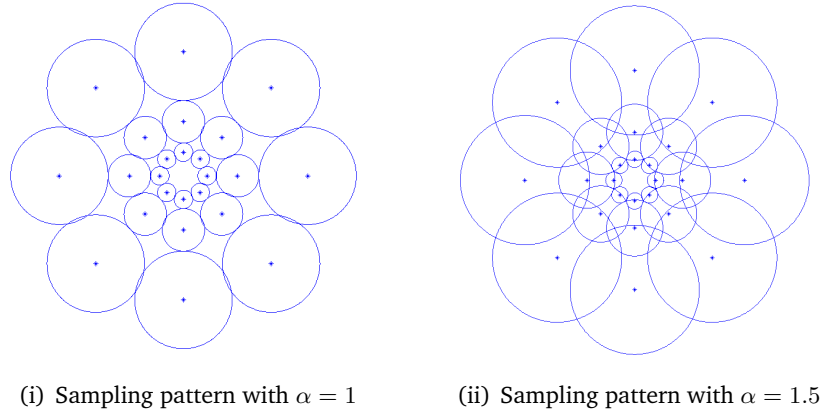 (i) Sampling pattern with α = 1
(ii) Sampling pattern with α = 1.5